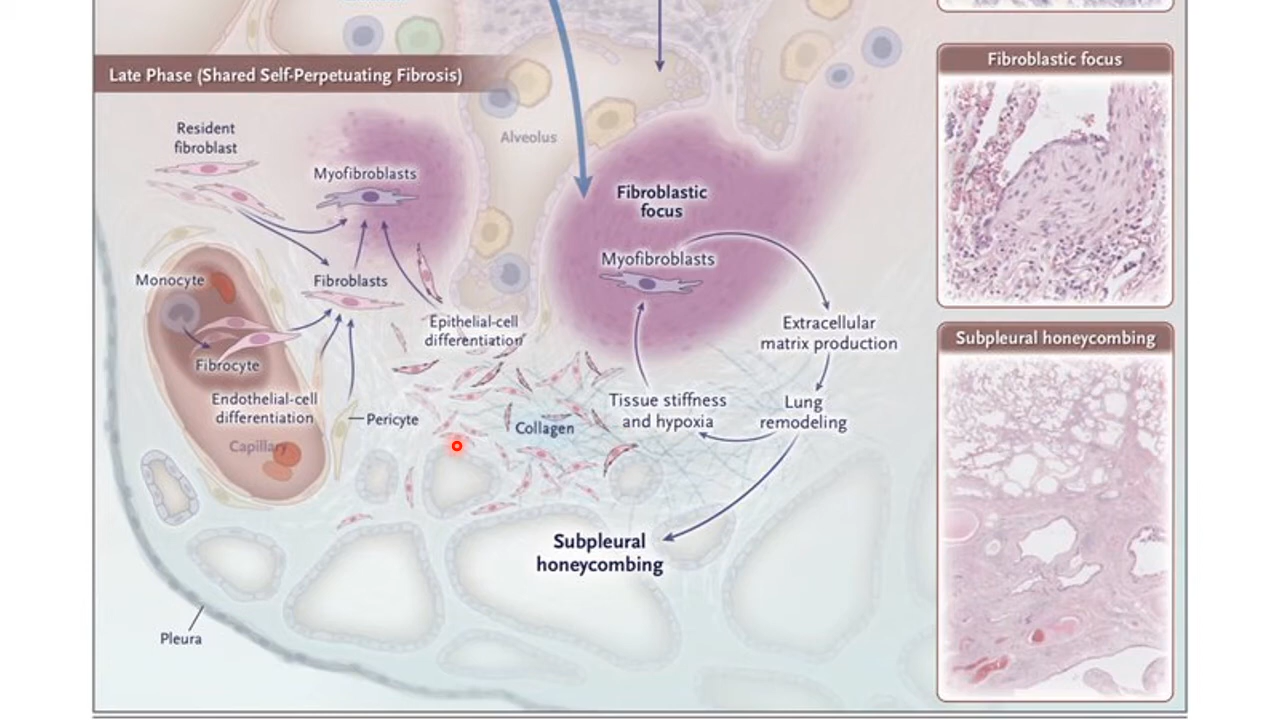 Late Phase (Shared Self-Perpetuating Fibrosis)
Resident
fibroblast
Myofibroblasts
Alveolus
Fibroblastic
focus
Myofibroblasts
Monocyte
Fibroblasts
Fibrocyte
Epithelial-cell
differentiation
Endothelial-cell
differentiation
Pericyte
Capillary
Collagen
Extracellular
matrix production
Tissue stiffness
and hypoxia
Lung
remodeling
Subpleural
honeycombing
Pleura
Fibroblastic focus
Subpleural honeycombing